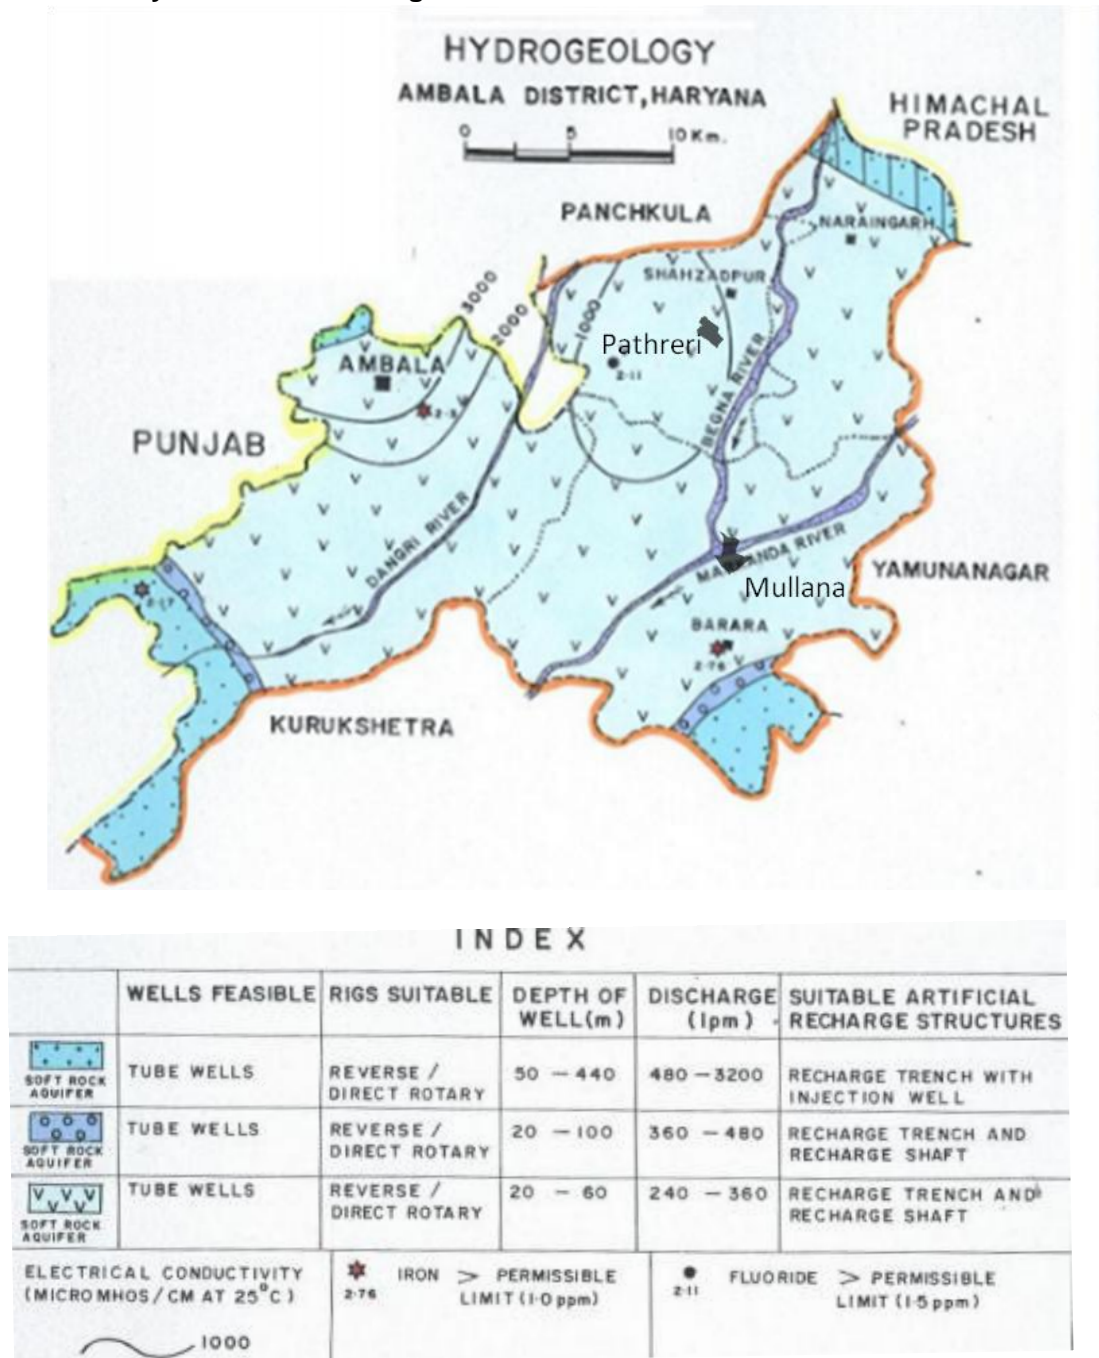 HYDROGEOLOGY
AMBALA DISTRICT, HARYANA
0 5 10 Km.
HIMACHAL
PRADESH
PANCHKULA
NARAINGARH
SHAHZADPUR
3000
2000
1000
Pathreri
2·11
AMBALA
PUNJAB
BEGNA RIVER
DANGRI RIVER
MARKANDA RIVER
YAMUNANAGAR
Mullana
BARARA
2·76
KURUKSHETRA
INDEX
WELLS FEASIBLE RIGS SUITABLE DEPTH OF WELL(m) DISCHARGE (lpm) SUITABLE ARTIFICIAL RECHARGE STRUCTURES
SOFT ROCK AQUIFER TUBE WELLS REVERSE / DIRECT ROTARY 50 – 440 480 – 3200 RECHARGE TRENCH WITH INJECTION WELL
SOFT ROCK AQUIFER TUBE WELLS REVERSE / DIRECT ROTARY 20 – 100 360 – 480 RECHARGE TRENCH AND RECHARGE SHAFT
SOFT ROCK AQUIFER TUBE WELLS REVERSE / DIRECT ROTARY 20 – 60 240 – 360 RECHARGE TRENCH AND RECHARGE SHAFT
ELECTRICAL CONDUCTIVITY
(MICROMHOS/CM AT 25°C)
1000
2·76 IRON > PERMISSIBLE
LIMIT (1·0 ppm)
2·11 FLUORIDE > PERMISSIBLE
LIMIT (1·5 ppm)